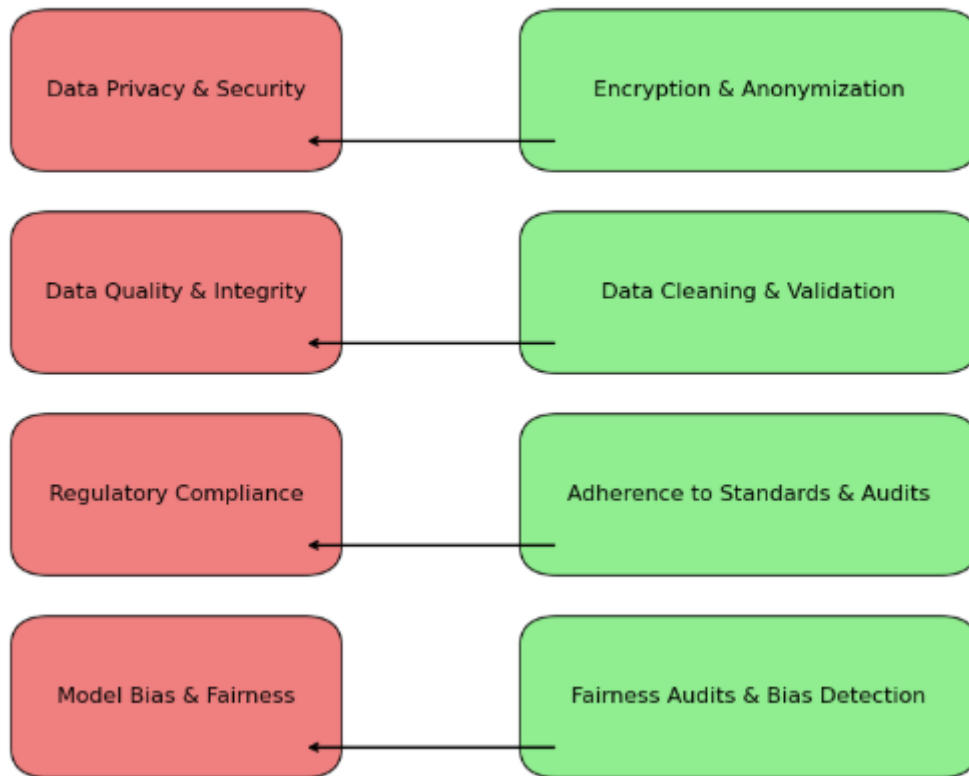 Data Privacy & Security
Encryption & Anonymization
Data Quality & Integrity
Data Cleaning & Validation
Regulatory Compliance
Adherence to Standards & Audits
Model Bias & Fairness
Fairness Audits & Bias Detection